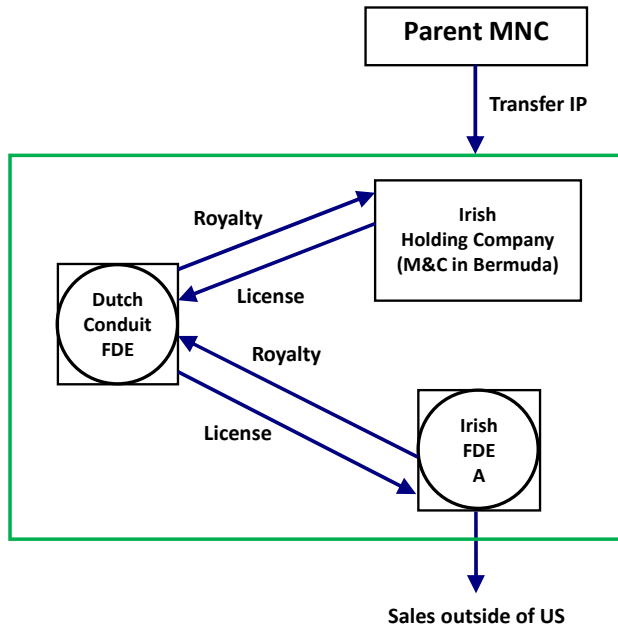 Parent MNC
Transfer IP
Royalty
Irish
Holding Company
(M&C in Bermuda)
License
Dutch
Conduit
FDE
Royalty
License
Irish
FDE
A
Sales outside of US